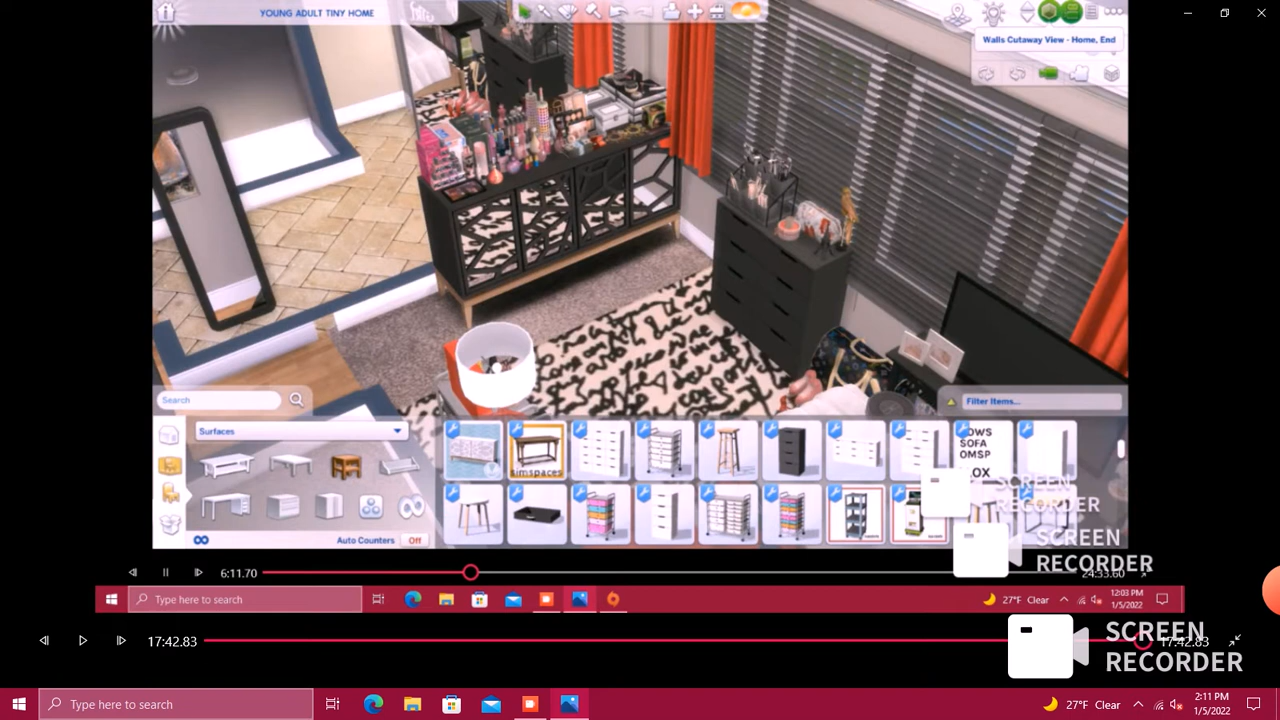 YOUNG ADULT TINY HOME
Walls Cutaway View - Home, End
Search
Filter Items...
Surfaces
simspaces
SOFA
OMSP
Auto Counters
Off
SCREEN
RECORDER
SCREEN
RECORDER
6:11.70
24:33.60
Type here to search
27°F Clear
12:03 PM
1/5/2022
17:42.83
17:42.83
SCREEN
RECORDER
Type here to search
27°F Clear
2:11 PM
1/5/2022